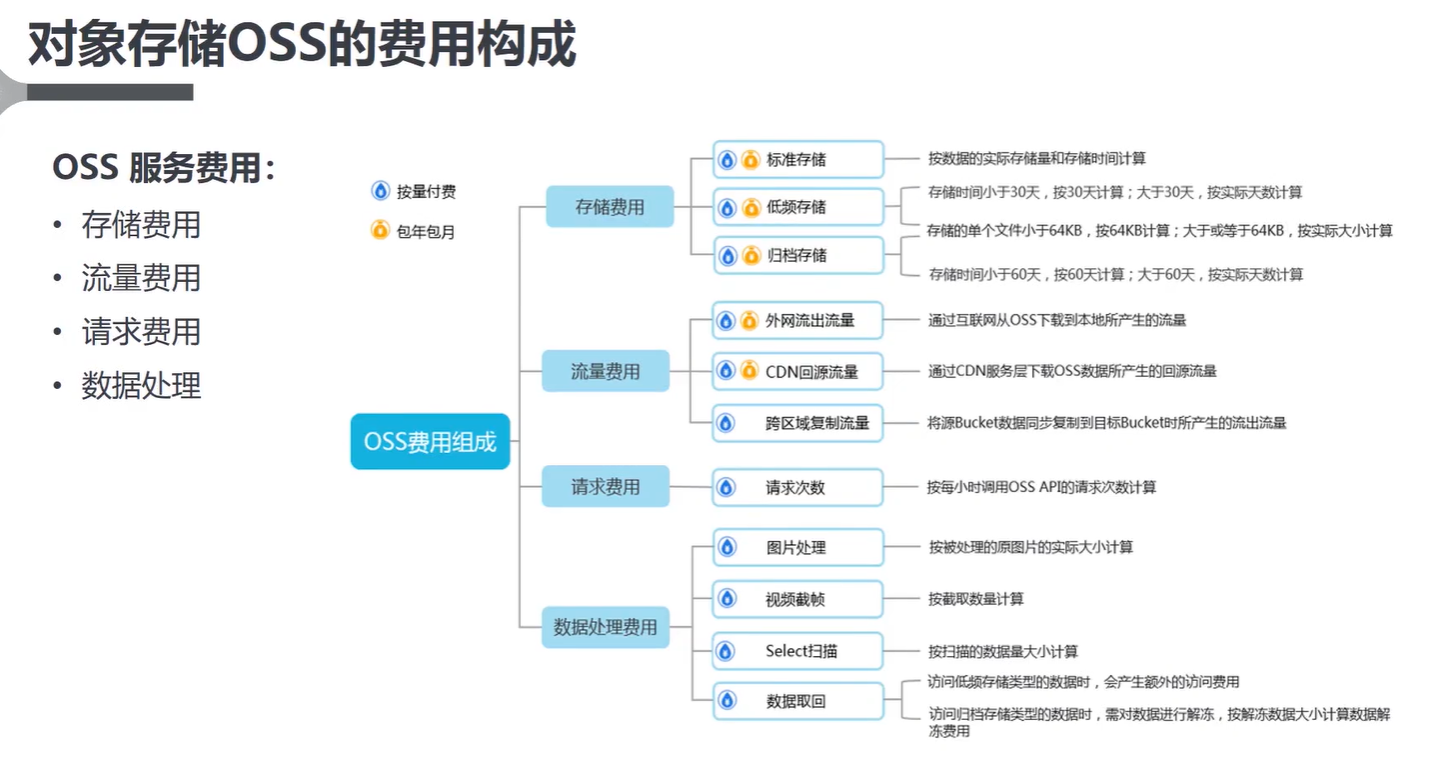 对象存储OSS的费用构成
OSS 服务费用：
• 存储费用
• 流量费用
• 请求费用
• 数据处理
按量付费
包年包月
OSS费用组成
存储费用
标准存储
按数据的实际存储量和存储时间计算
低频存储
存储时间小于30天，按30天计算；大于30天，按实际天数计算
存储的单个文件小于64KB，按64KB计算；大于或等于64KB，按实际大小计算
归档存储
存储时间小于60天，按60天计算；大于60天，按实际天数计算
流量费用
外网流出流量
通过互联网从OSS下载到本地所产生的流量
CDN回源流量
通过CDN服务层下载OSS数据所产生的回源流量
跨区域复制流量
将源Bucket数据同步复制到目标Bucket时所产生的流出流量
请求费用
请求次数
按每小时调用OSS API的请求次数计算
数据处理费用
图片处理
按被处理的原图片的实际大小计算
视频截帧
按截取数量计算
Select扫描
按扫描的数据量大小计算
数据取回
访问低频存储类型的数据时，会产生额外的访问费用
访问归档存储类型的数据时，需对数据进行解冻，按解冻数据大小计算数据解
冻费用